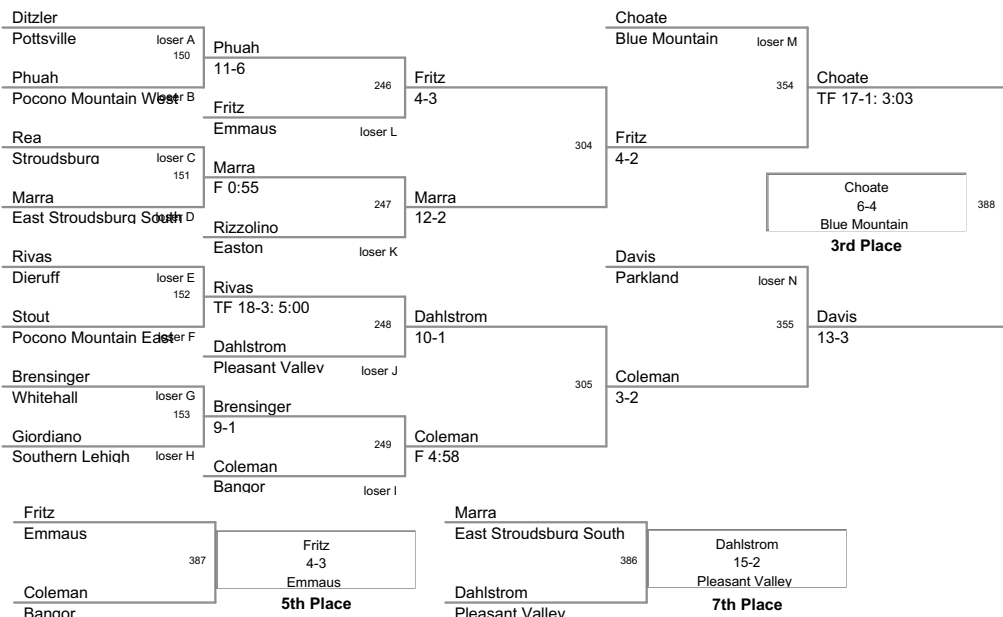 Ditzler
Pottsville loser A
150
Phuah
Pocono Mountain West loser B
Rea
Stroudsburg loser C
151
Marra
East Stroudsburg South loser D
Rivas
Dieruff loser E
152
Stout
Pocono Mountain East loser F
Brensinger
Whitehall loser G
153
Giordiano
Southern Lehigh loser H
Phuah
11-6
246
Fritz
Emmaus loser L
Marra
F 0:55
247
Rizzolino
Easton loser K
Rivas
TF 18-3: 5:00
248
Dahlstrom
Pleasant Valley loser J
Brensinger
9-1
249
Coleman
Bangor loser I
Fritz
4-3
304
Marra
12-2
Dahlstrom
10-1
305
Coleman
F 4:58
Choate
Blue Mountain loser M
354
Fritz
4-2
Davis
Parkland loser N
355
Coleman
3-2
Choate
TF 17-1: 3:03
Choate
6-4
Blue Mountain
388
3rd Place
Davis
13-3
Fritz
Emmaus
387
Coleman
Bangor
Fritz
4-3
Emmaus
5th Place
Marra
East Stroudsburg South
386
Dahlstrom
Pleasant Valley
Dahlstrom
15-2
Pleasant Valley
7th Place